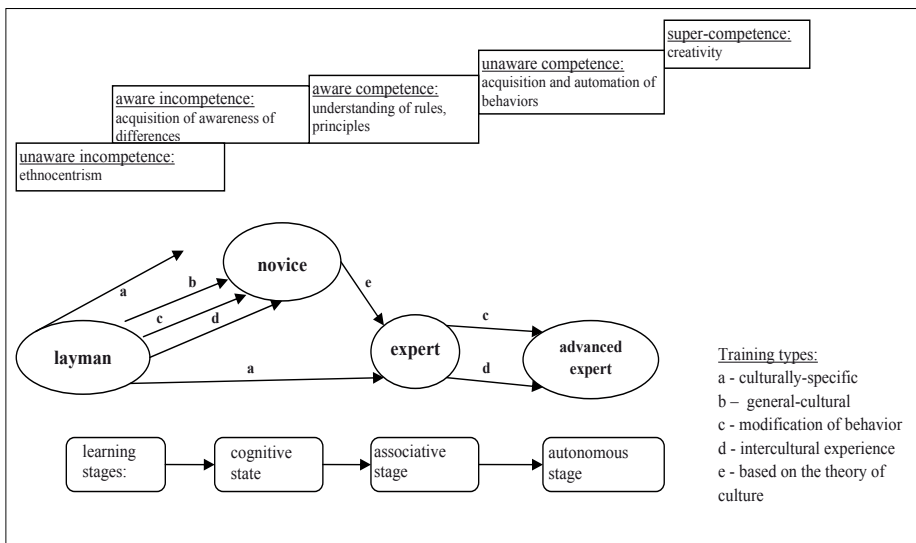 super-competence:
creativity
unaware competence:
acquisition and automation of
behaviors
aware competence:
understanding of rules,
principles
aware incompetence:
acquisition of awareness of
differences
unaware incompetence:
ethnocentrism
novice
a
b
c
d
e
layman
expert
a
c
d
advanced
expert
Training types:
a - culturally-specific
b – general-cultural
c - modification of behavior
d - intercultural experience
e - based on the theory of
culture
learning
stages:
cognitive
state
associative
stage
autonomous
stage